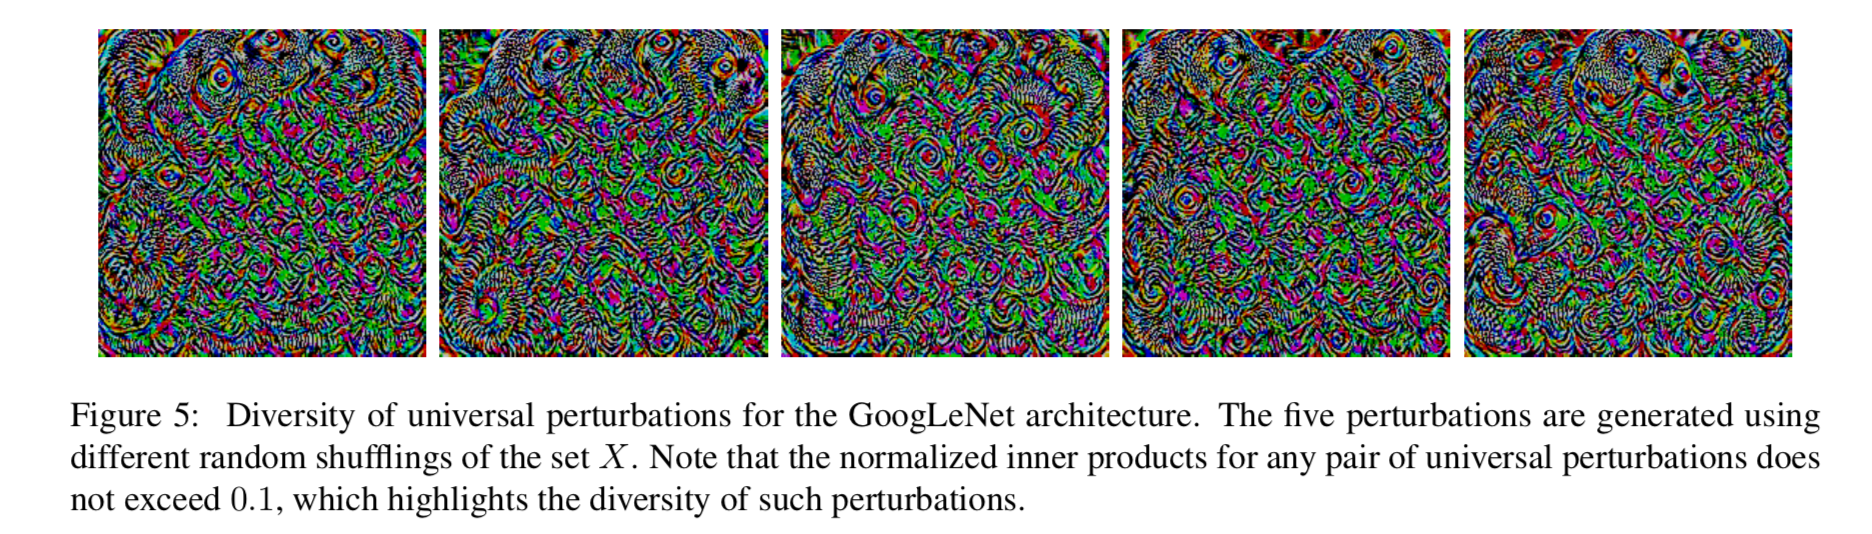 Figure 5: Diversity of universal perturbations for the GoogLeNet architecture. The five perturbations are generated using
different random shufflings of the set X. Note that the normalized inner products for any pair of universal perturbations does
not exceed 0.1, which highlights the diversity of such perturbations.